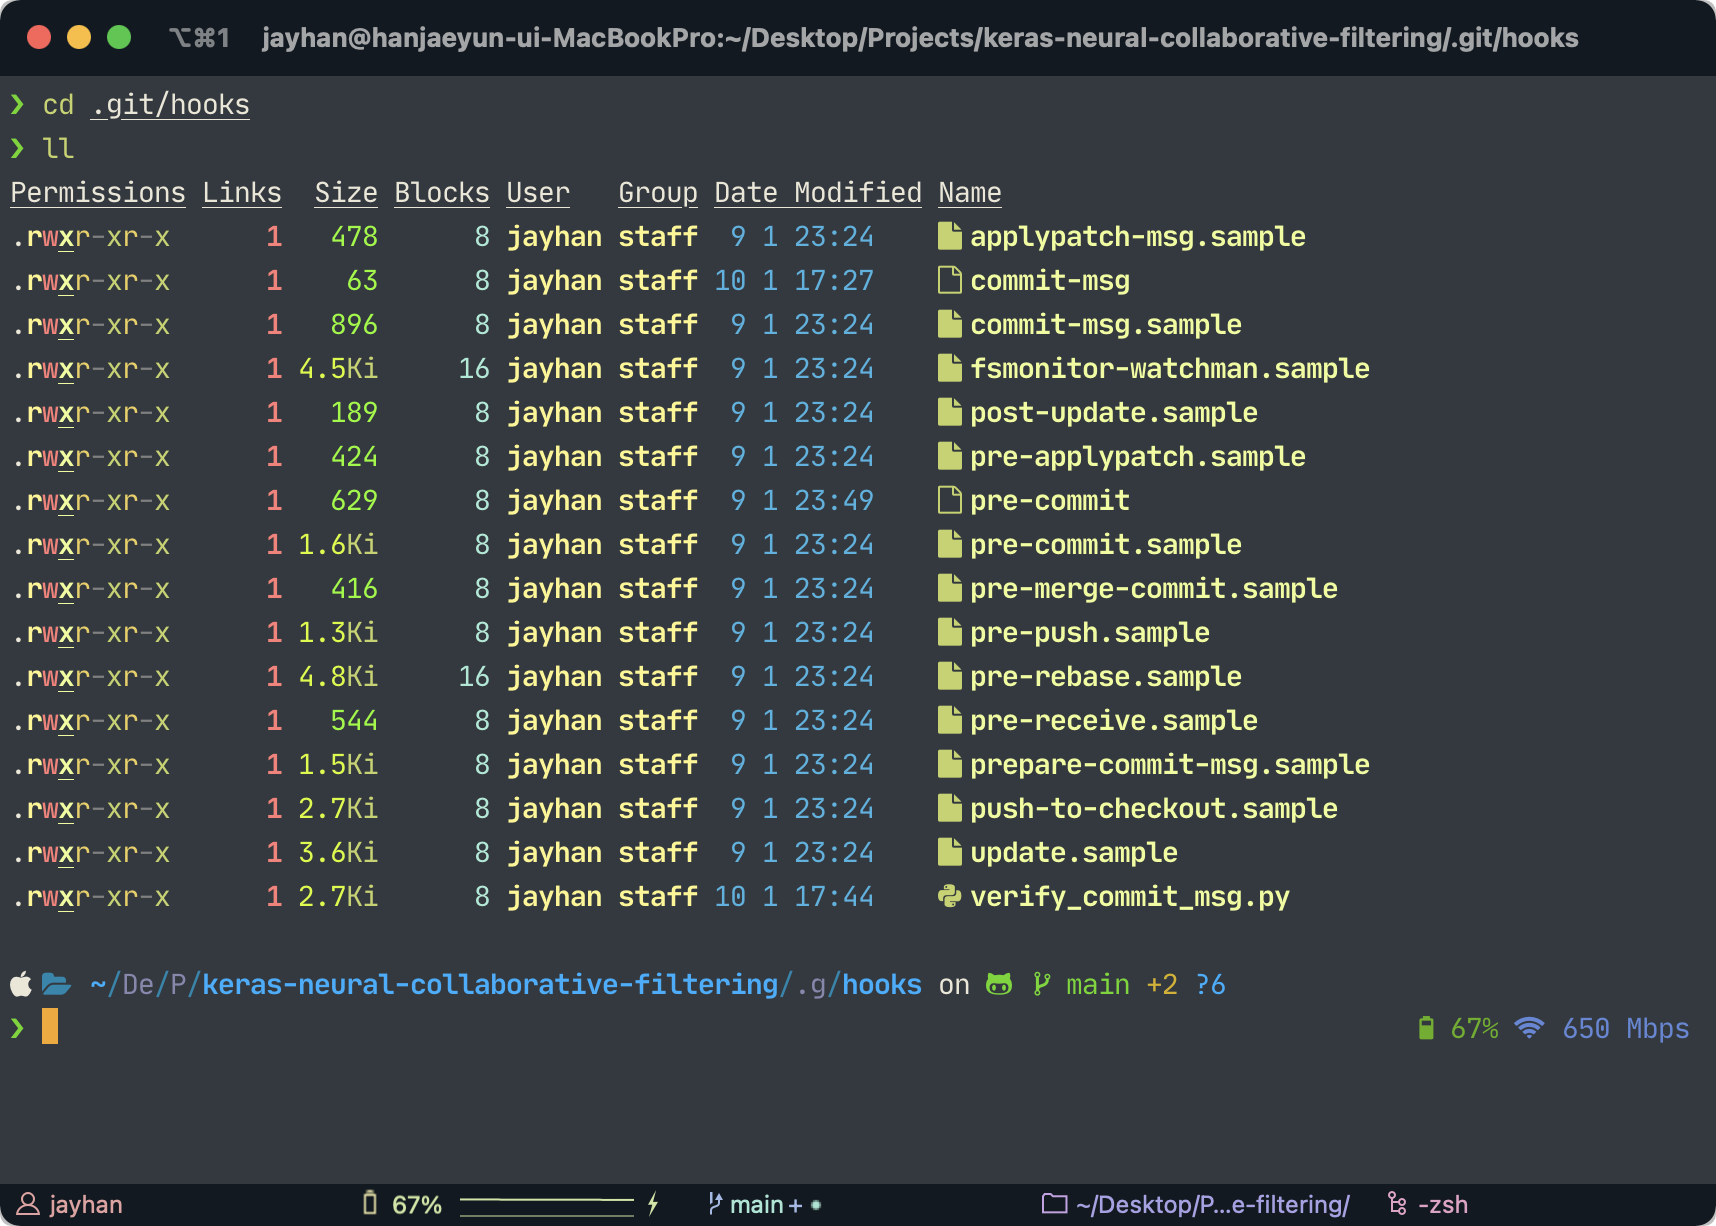 ⌥⌘1 jayhan@hanjaeyun-ui-MacBookPro:~/Desktop/Projects/keras-neural-collaborative-filtering/.git/hooks
❯ cd .git/hooks
❯ ll
Permissions Links Size Blocks User Group Date Modified Name
.rwxr-xr-x 1 478 8 jayhan staff 9 1 23:24 applypatch-msg.sample
.rwxr-xr-x 1 63 8 jayhan staff 10 1 17:27 commit-msg
.rwxr-xr-x 1 896 8 jayhan staff 9 1 23:24 commit-msg.sample
.rwxr-xr-x 1 4.5Ki 16 jayhan staff 9 1 23:24 fsmonitor-watchman.sample
.rwxr-xr-x 1 189 8 jayhan staff 9 1 23:24 post-update.sample
.rwxr-xr-x 1 424 8 jayhan staff 9 1 23:24 pre-applypatch.sample
.rwxr-xr-x 1 629 8 jayhan staff 9 1 23:49 pre-commit
.rwxr-xr-x 1 1.6Ki 8 jayhan staff 9 1 23:24 pre-commit.sample
.rwxr-xr-x 1 416 8 jayhan staff 9 1 23:24 pre-merge-commit.sample
.rwxr-xr-x 1 1.3Ki 8 jayhan staff 9 1 23:24 pre-push.sample
.rwxr-xr-x 1 4.8Ki 16 jayhan staff 9 1 23:24 pre-rebase.sample
.rwxr-xr-x 1 544 8 jayhan staff 9 1 23:24 pre-receive.sample
.rwxr-xr-x 1 1.5Ki 8 jayhan staff 9 1 23:24 prepare-commit-msg.sample
.rwxr-xr-x 1 2.7Ki 8 jayhan staff 9 1 23:24 push-to-checkout.sample
.rwxr-xr-x 1 3.6Ki 8 jayhan staff 9 1 23:24 update.sample
.rwxr-xr-x 1 2.7Ki 8 jayhan staff 10 1 17:44 verify_commit_msg.py
~/De/P/keras-neural-collaborative-filtering/.g/hooks on main +2 ?6
❯ 67% 650 Mbps
jayhan 67% main + ● ~/Desktop/P...e-filtering/ -zsh